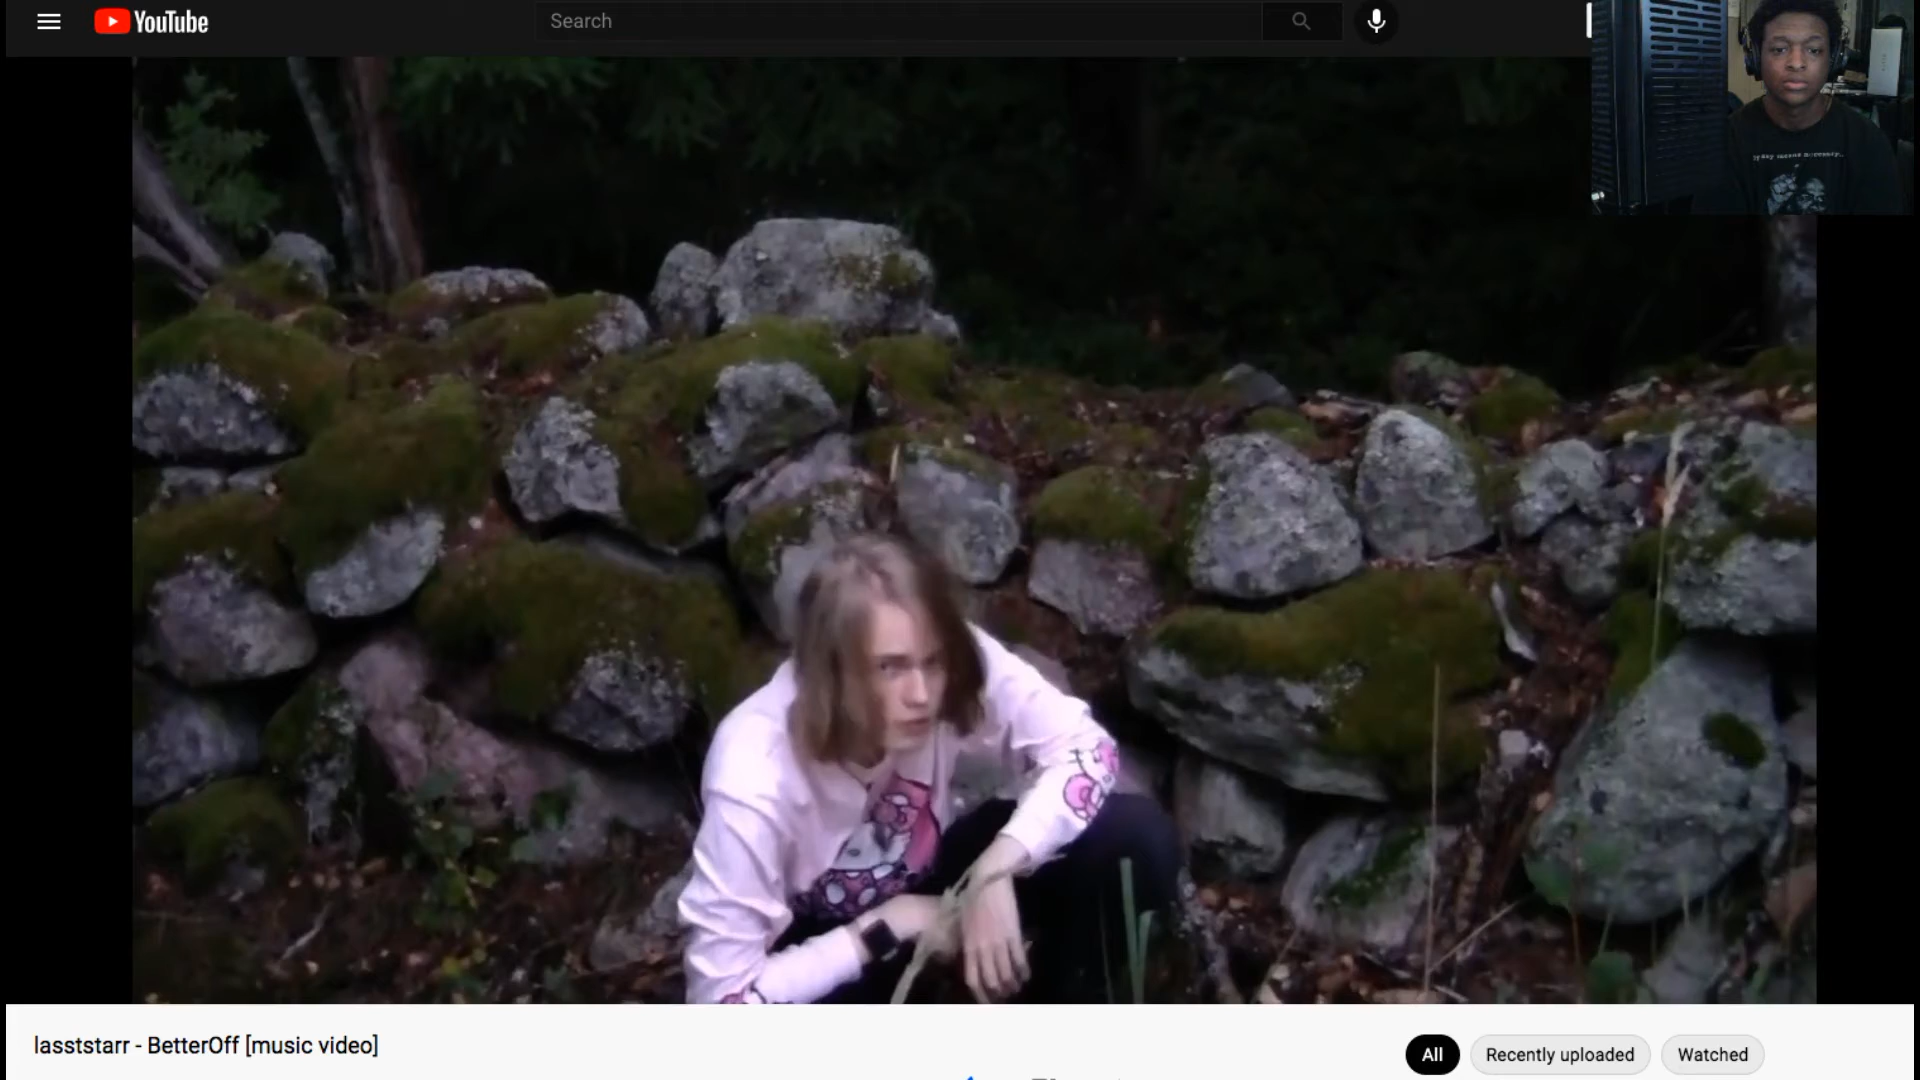 YouTube
Search
lasststarr - BetterOff [music video]
All
Recently uploaded
Watched